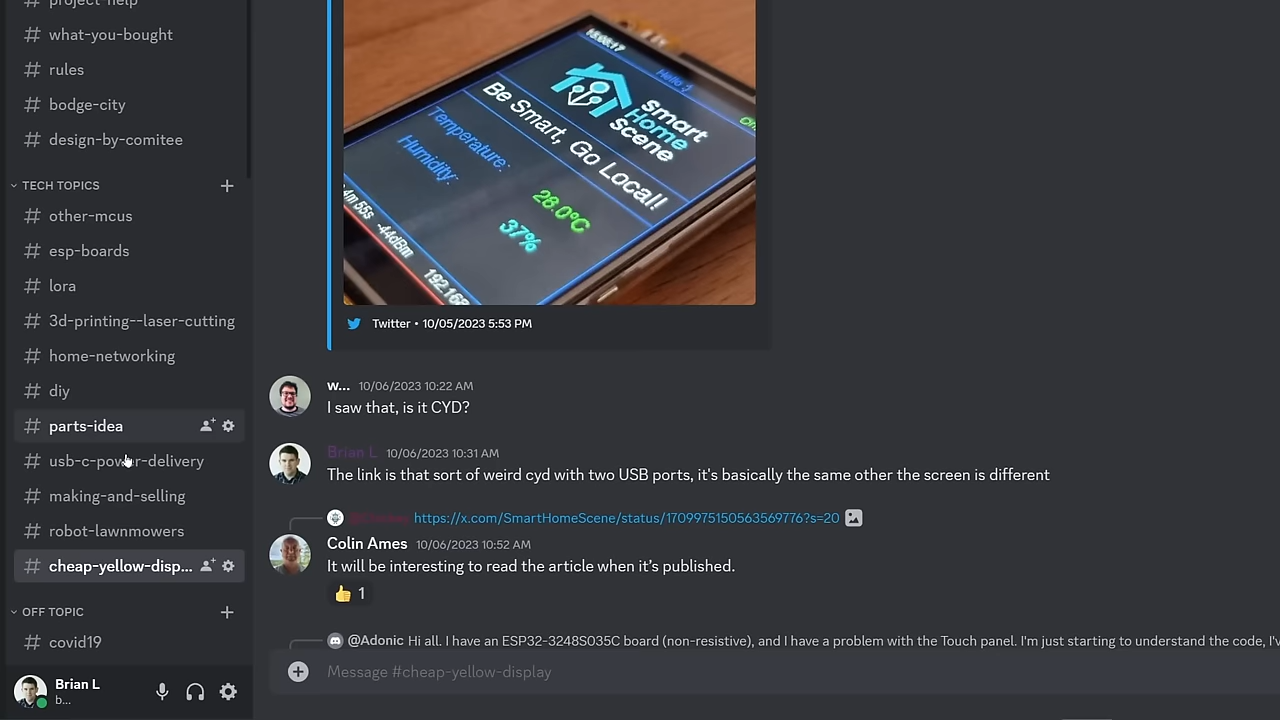 project-help
what-you-bought
rules
bodge-city
design-by-comitee
TECH TOPICS
other-mcus
esp-boards
lora
3d-printing--laser-cutting
home-networking
diy
parts-idea
usb-c-power-delivery
making-and-selling
robot-lawnmowers
cheap-yellow-disp...
OFF TOPIC
covid19
Brian L
b...
Hello :)
Smart
Home
Scene
Be Smart, Go Local!
Temperature:
Humidity:
28.0°C
37%
4m 55s
-44dBm
192.168
Twitter • 10/05/2023 5:53 PM
w... 10/06/2023 10:22 AM
I saw that, is it CYD?
Brian L 10/06/2023 10:31 AM
The link is that sort of weird cyd with two USB ports, it's basically the same other the screen is different
https://x.com/SmartHomeScene/status/1709975150563569776?s=20
Colin Ames 10/06/2023 10:52 AM
It will be interesting to read the article when it's published.
1
@Adonic Hi all. I have an ESP32-3248S035C board (non-resistive), and I have a problem with the Touch panel. I'm just starting to understand the code, I'v
Message #cheap-yellow-display